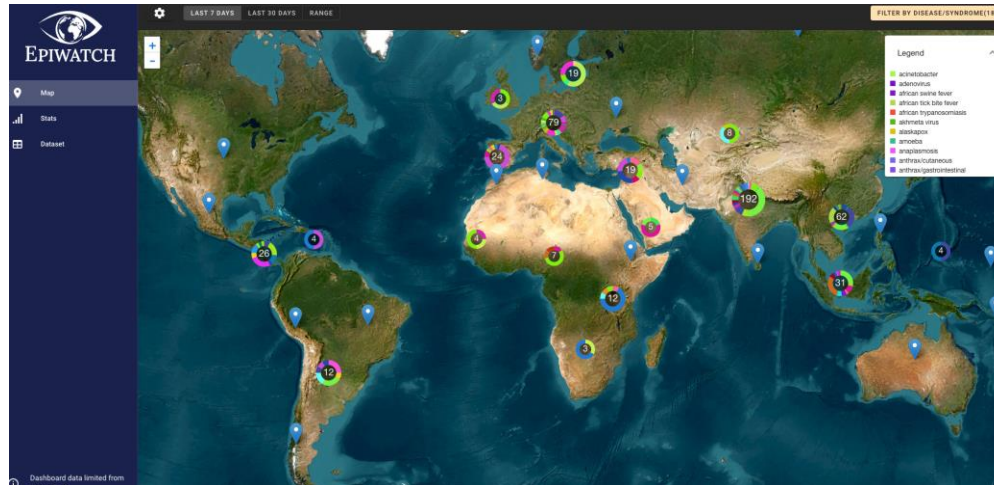 EPIWATCH
LAST 7 DAYS
LAST 30 DAYS
RANGE
FILTER BY DISEASE/SYNDROME(18
Map
Stats
Dataset
Dashboard data limited from
+
−
Legend
acinetobacter
adenovirus
african swine fever
african tick bite fever
african trypanosomiasis
akhmeta virus
alaskapox
amoeba
anaplasmosis
anthrax/cutaneous
anthrax/gastrointestinal
19
3
79
24
19
8
192
62
5
4
26
4
7
4
31
12
3
12